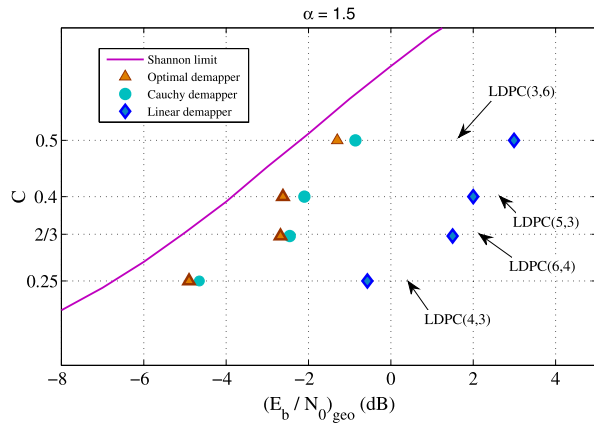 α = 1.5
Shannon limit
Optimal demapper
Cauchy demapper
Linear demapper
LDPC(3,6)
LDPC(5,3)
LDPC(6,4)
LDPC(4,3)
C
0.5
0.4
2/3
0.25
−8 −6 −4 −2 0 2 4
(E_b / N_0)_geo (dB)